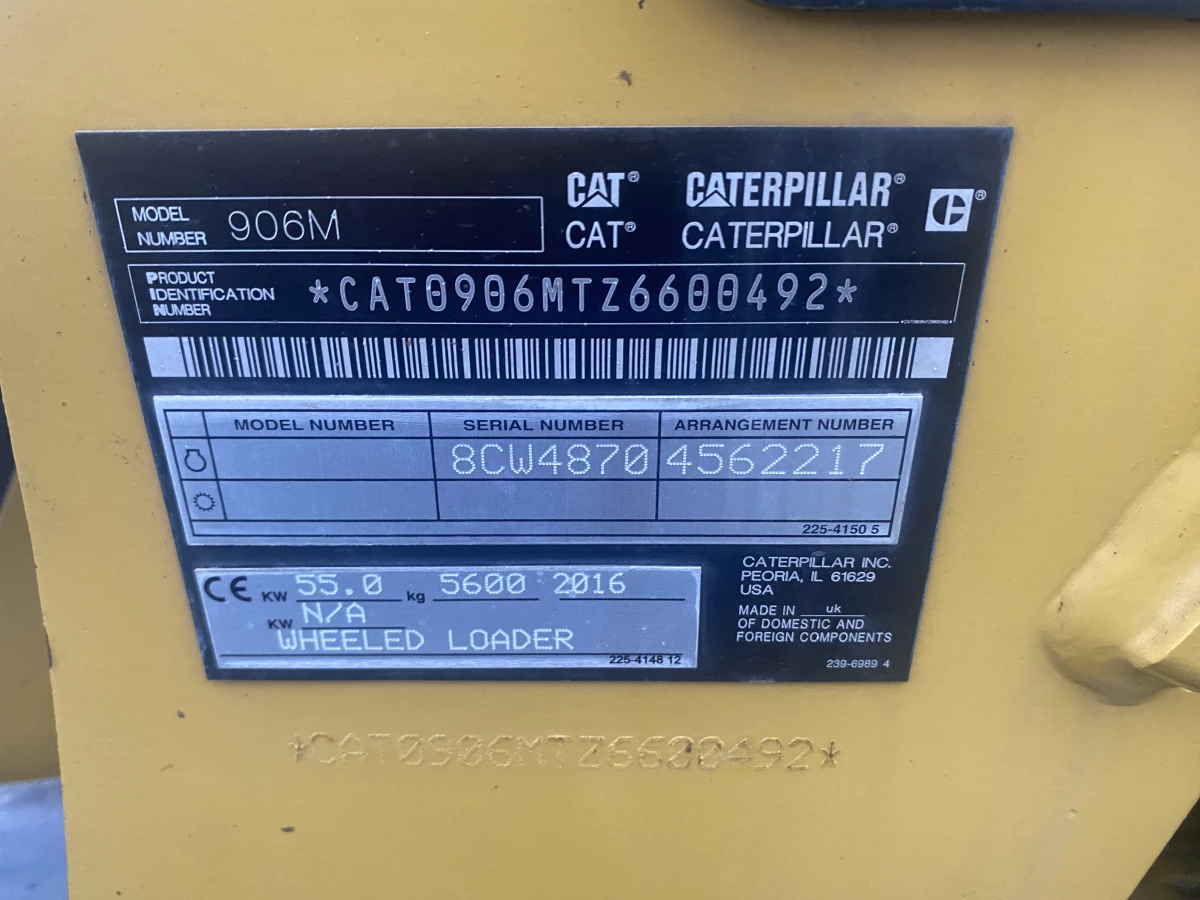 CAT® CATERPILLAR®
CAT® CATERPILLAR®
MODEL NUMBER 906M
PRODUCT IDENTIFICATION NUMBER *CAT0906MTZ6600492*
*CAT0906MTZ6600492*
MODEL NUMBER SERIAL NUMBER ARRANGEMENT NUMBER
8CW4870 4562217
225-4150 5
CE KW 55.0 kg 5600 2016
KW N/A
WHEELED LOADER
225-4148 12
CATERPILLAR INC.
PEORIA, IL 61629
USA
MADE IN uk
OF DOMESTIC AND
FOREIGN COMPONENTS
239-6989 4
*CAT0906MTZ6600492*